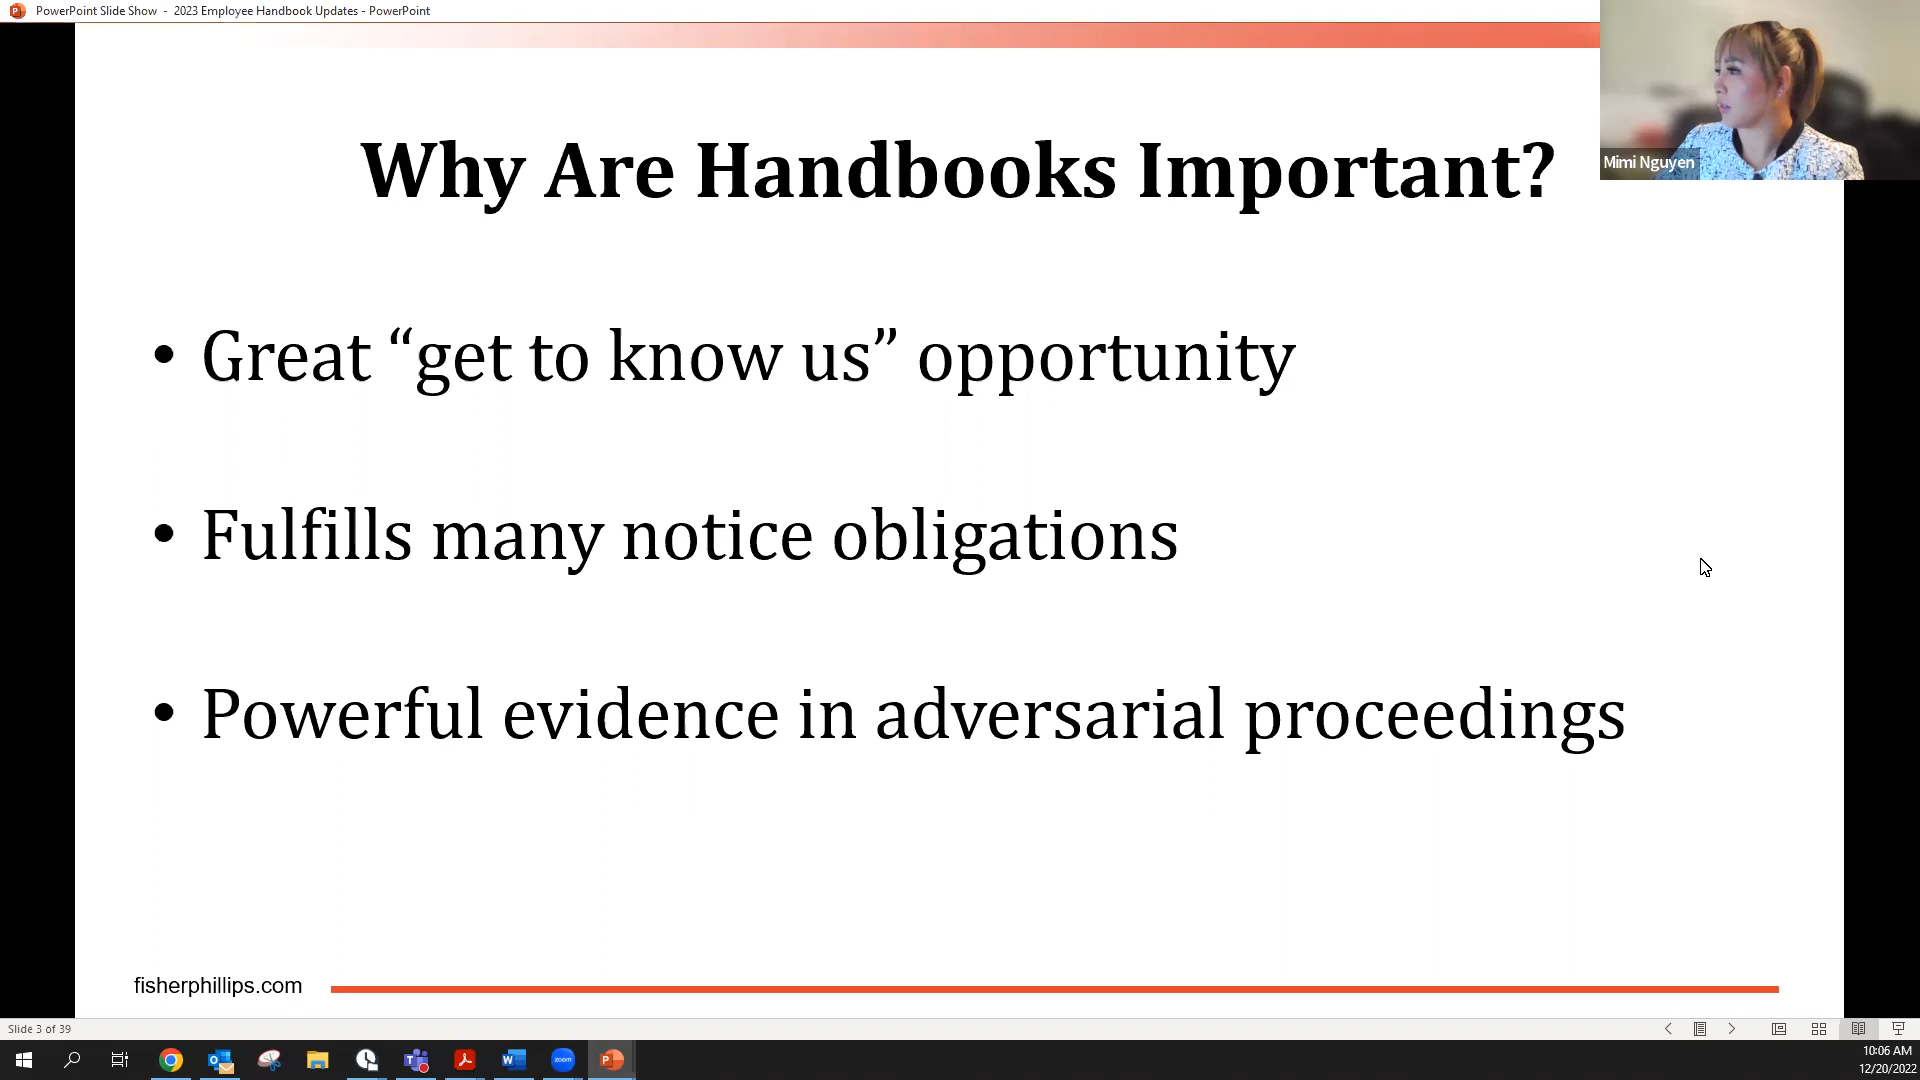 PowerPoint Slide Show - 2023 Employee Handbook Updates - PowerPoint
Mimi Nguyen
Why Are Handbooks Important?
• Great “get to know us” opportunity
• Fulfills many notice obligations
• Powerful evidence in adversarial proceedings
fisherphillips.com
Slide 3 of 39
zoom
10:06 AM
12/20/2022